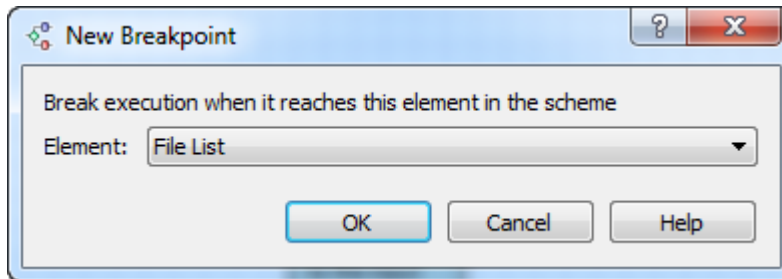 New Breakpoint
Break execution when it reaches this element in the scheme
Element: File List
OK Cancel Help